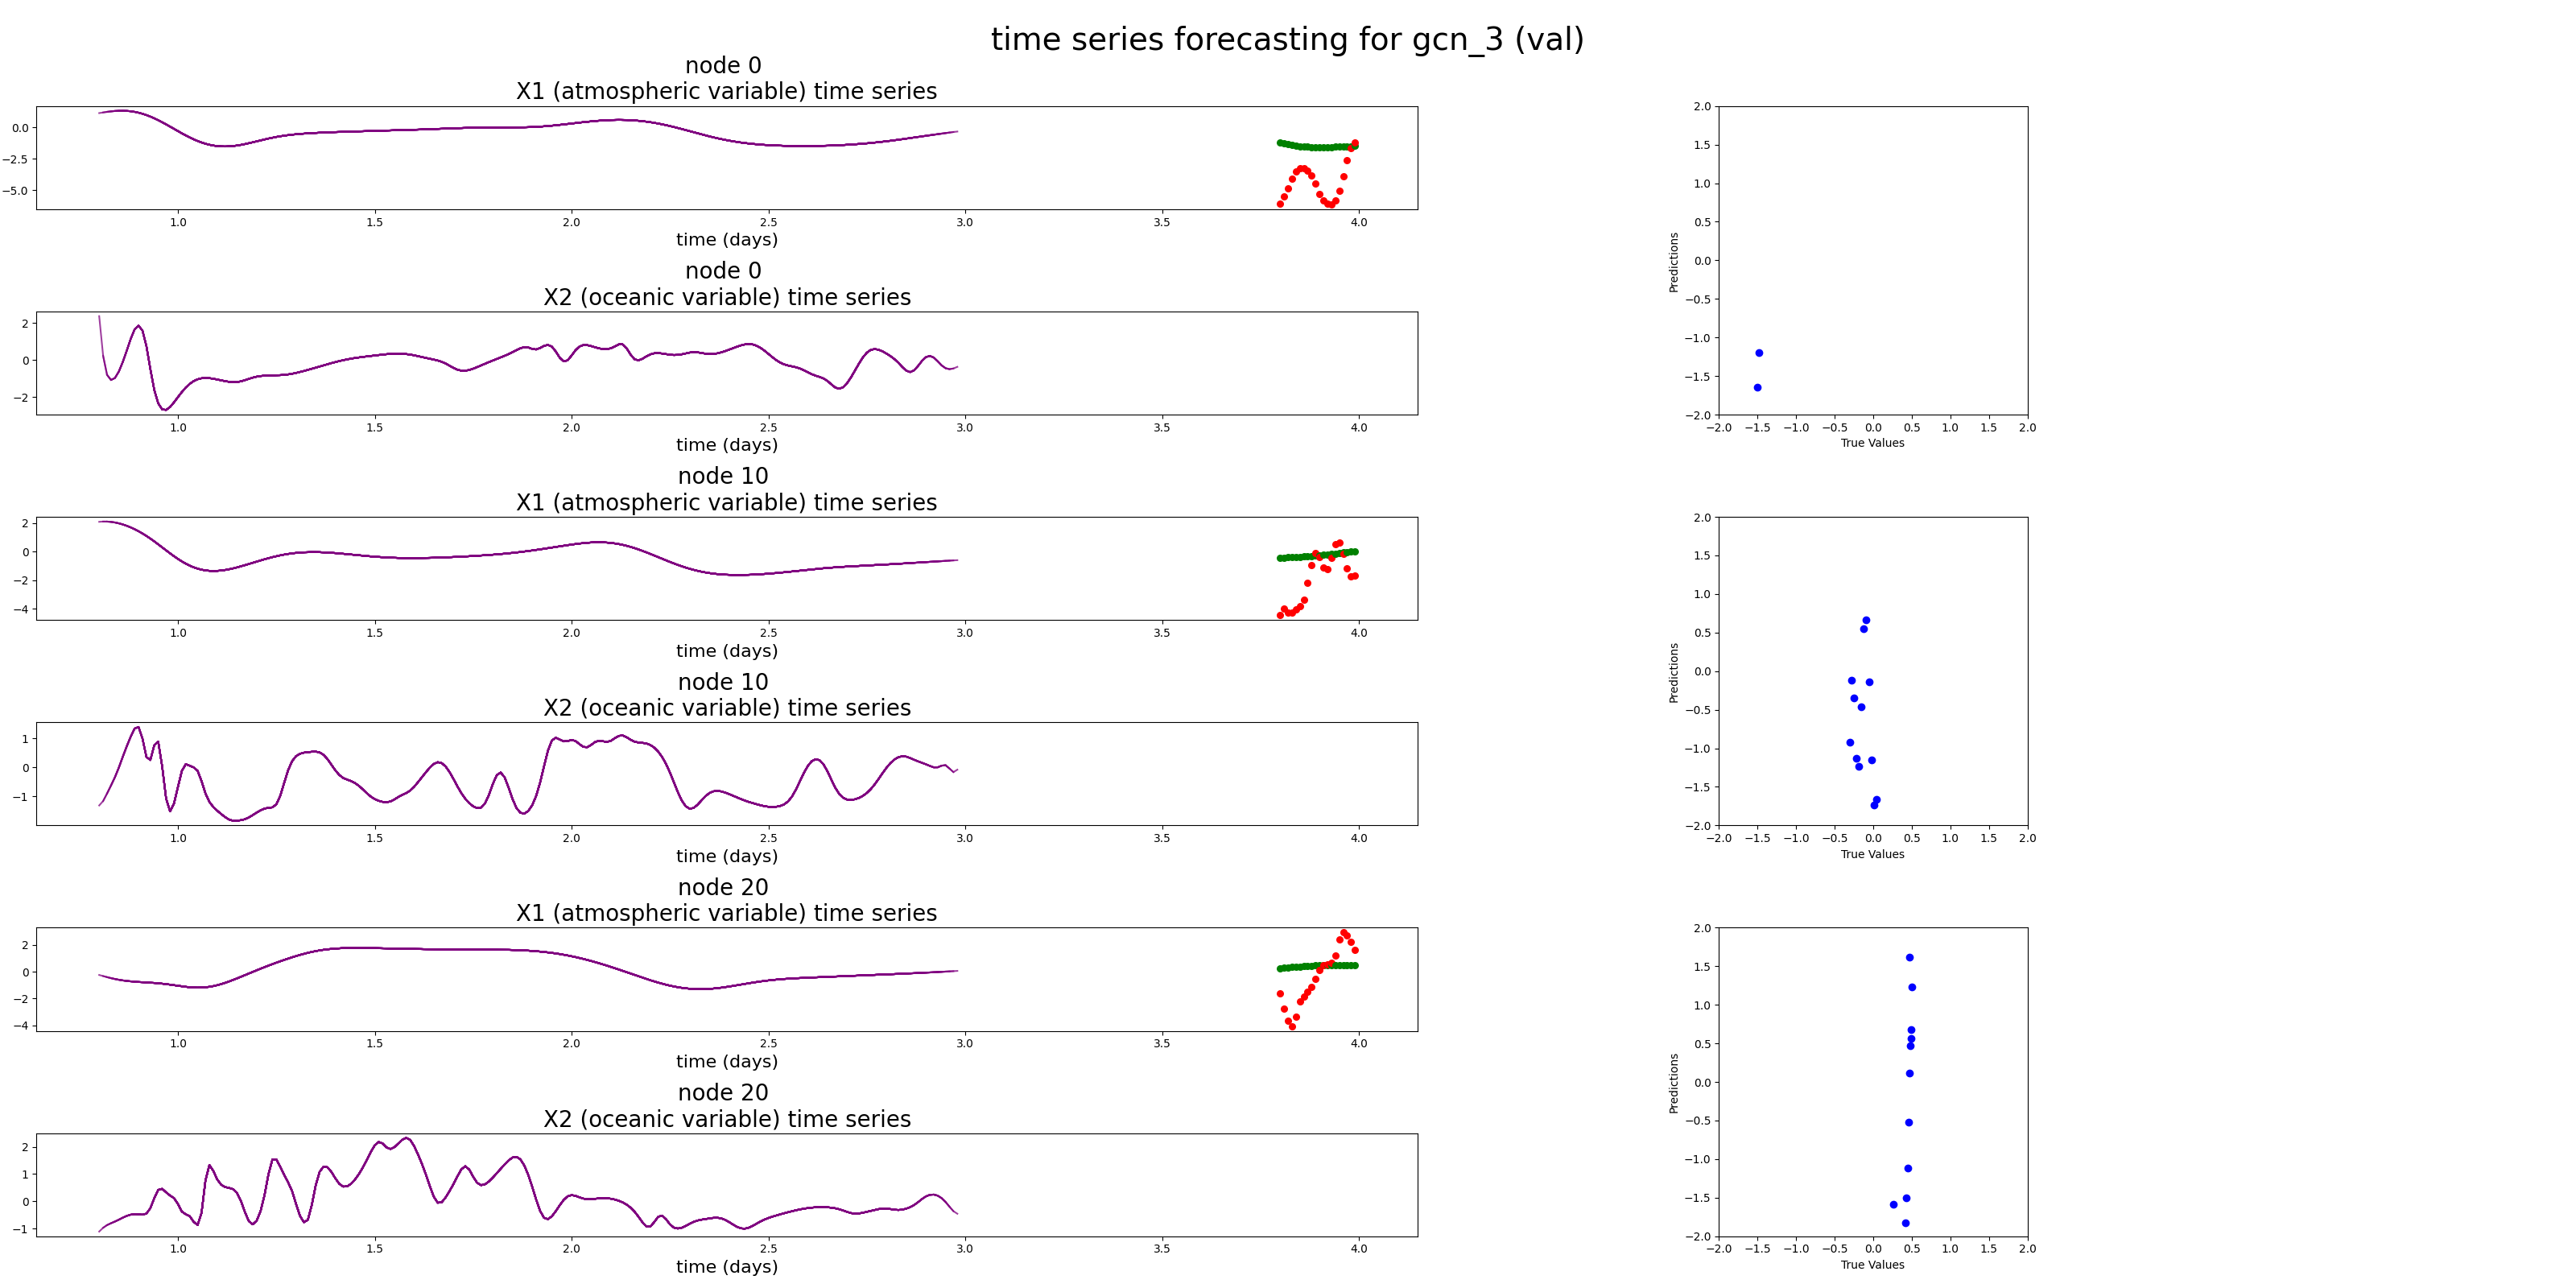 time series forecasting for gcn_3 (val)
node 0
X1 (atmospheric variable) time series
0.0
−2.5
−5.0
1.0 1.5 2.0 2.5 3.0 3.5 4.0
time (days)
node 0
X2 (oceanic variable) time series
2
0
−2
1.0 1.5 2.0 2.5 3.0 3.5 4.0
time (days)
2.0
1.5
1.0
0.5
0.0
−0.5
−1.0
−1.5
−2.0
Predictions
−2.0 −1.5 −1.0 −0.5 0.0 0.5 1.0 1.5 2.0
True Values
node 10
X1 (atmospheric variable) time series
2
0
−2
−4
1.0 1.5 2.0 2.5 3.0 3.5 4.0
time (days)
node 10
X2 (oceanic variable) time series
1
0
−1
1.0 1.5 2.0 2.5 3.0 3.5 4.0
time (days)
2.0
1.5
1.0
0.5
0.0
−0.5
−1.0
−1.5
−2.0
Predictions
−2.0 −1.5 −1.0 −0.5 0.0 0.5 1.0 1.5 2.0
True Values
node 20
X1 (atmospheric variable) time series
2
0
−2
−4
1.0 1.5 2.0 2.5 3.0 3.5 4.0
time (days)
node 20
X2 (oceanic variable) time series
2
1
0
−1
1.0 1.5 2.0 2.5 3.0 3.5 4.0
time (days)
2.0
1.5
1.0
0.5
0.0
−0.5
−1.0
−1.5
−2.0
Predictions
−2.0 −1.5 −1.0 −0.5 0.0 0.5 1.0 1.5 2.0
True Values